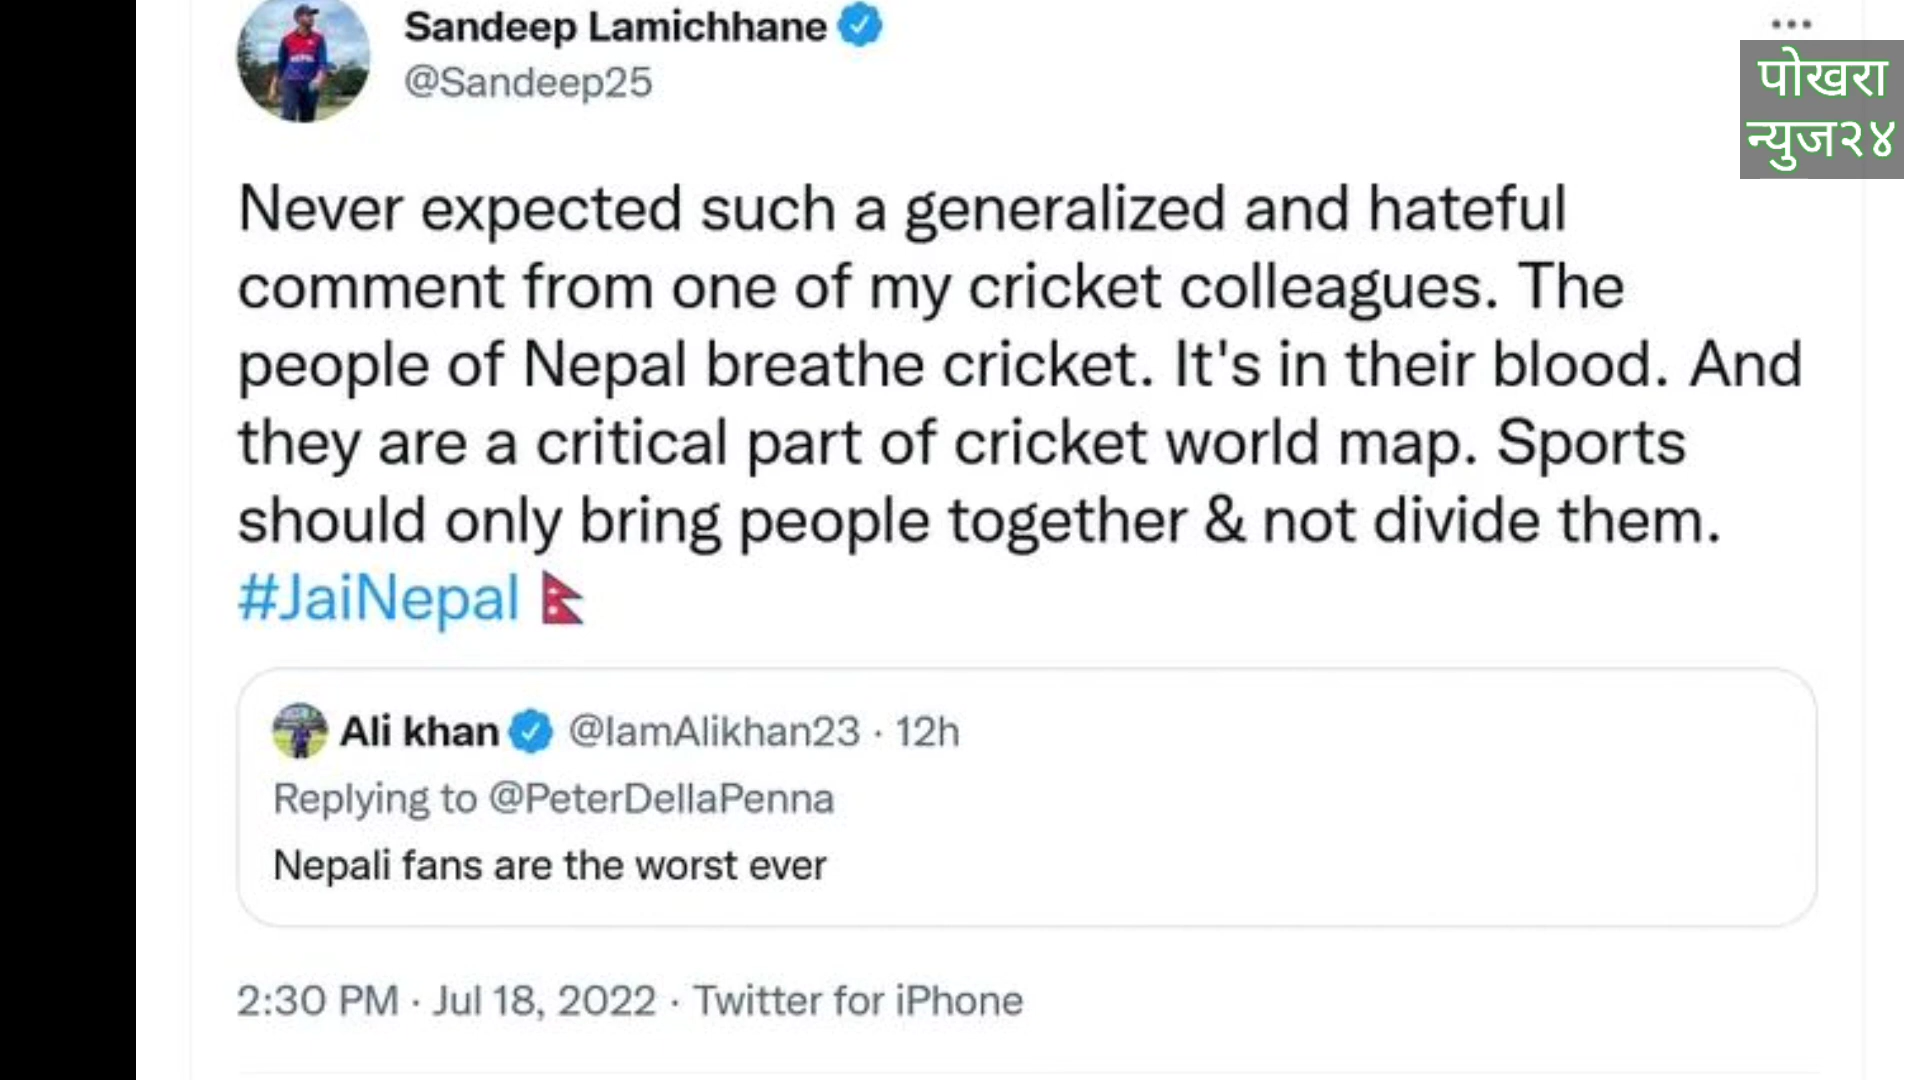 Sandeep Lamichhane
@Sandeep25
पोखरा
न्युज२४
Never expected such a generalized and hateful
comment from one of my cricket colleagues. The
people of Nepal breathe cricket. It's in their blood. And
they are a critical part of cricket world map. Sports
should only bring people together & not divide them.
#JaiNepal 🇳🇵
Ali khan @IamAlikhan23 · 12h
Replying to @PeterDellaPenna
Nepali fans are the worst ever
2:30 PM · Jul 18, 2022 · Twitter for iPhone